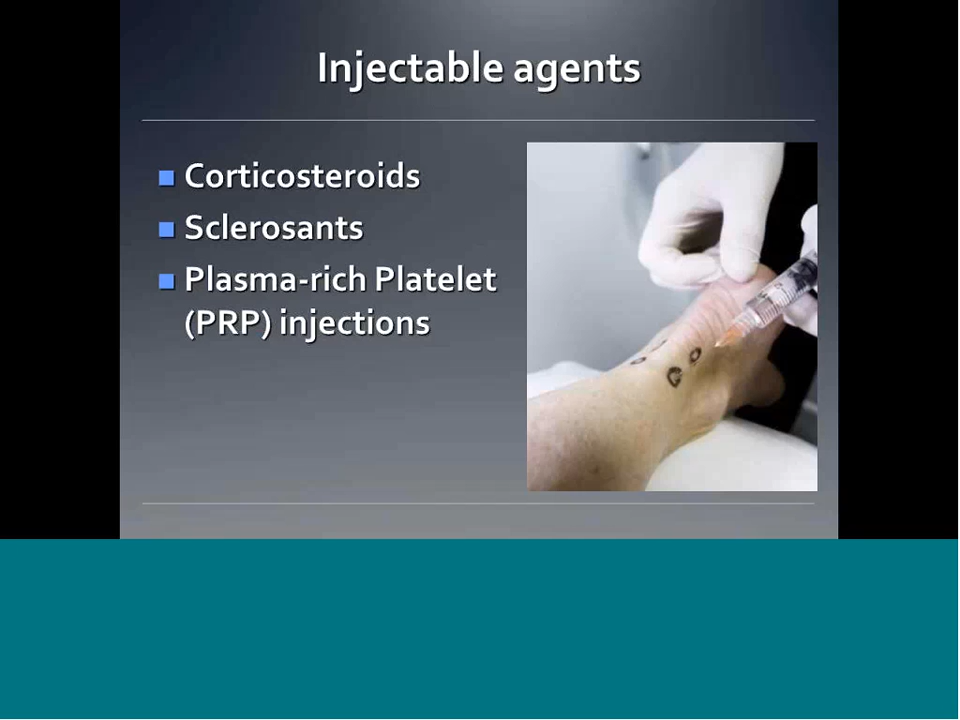 Injectable agents
Corticosteroids
Sclerosants
Plasma-rich Platelet
(PRP) injections